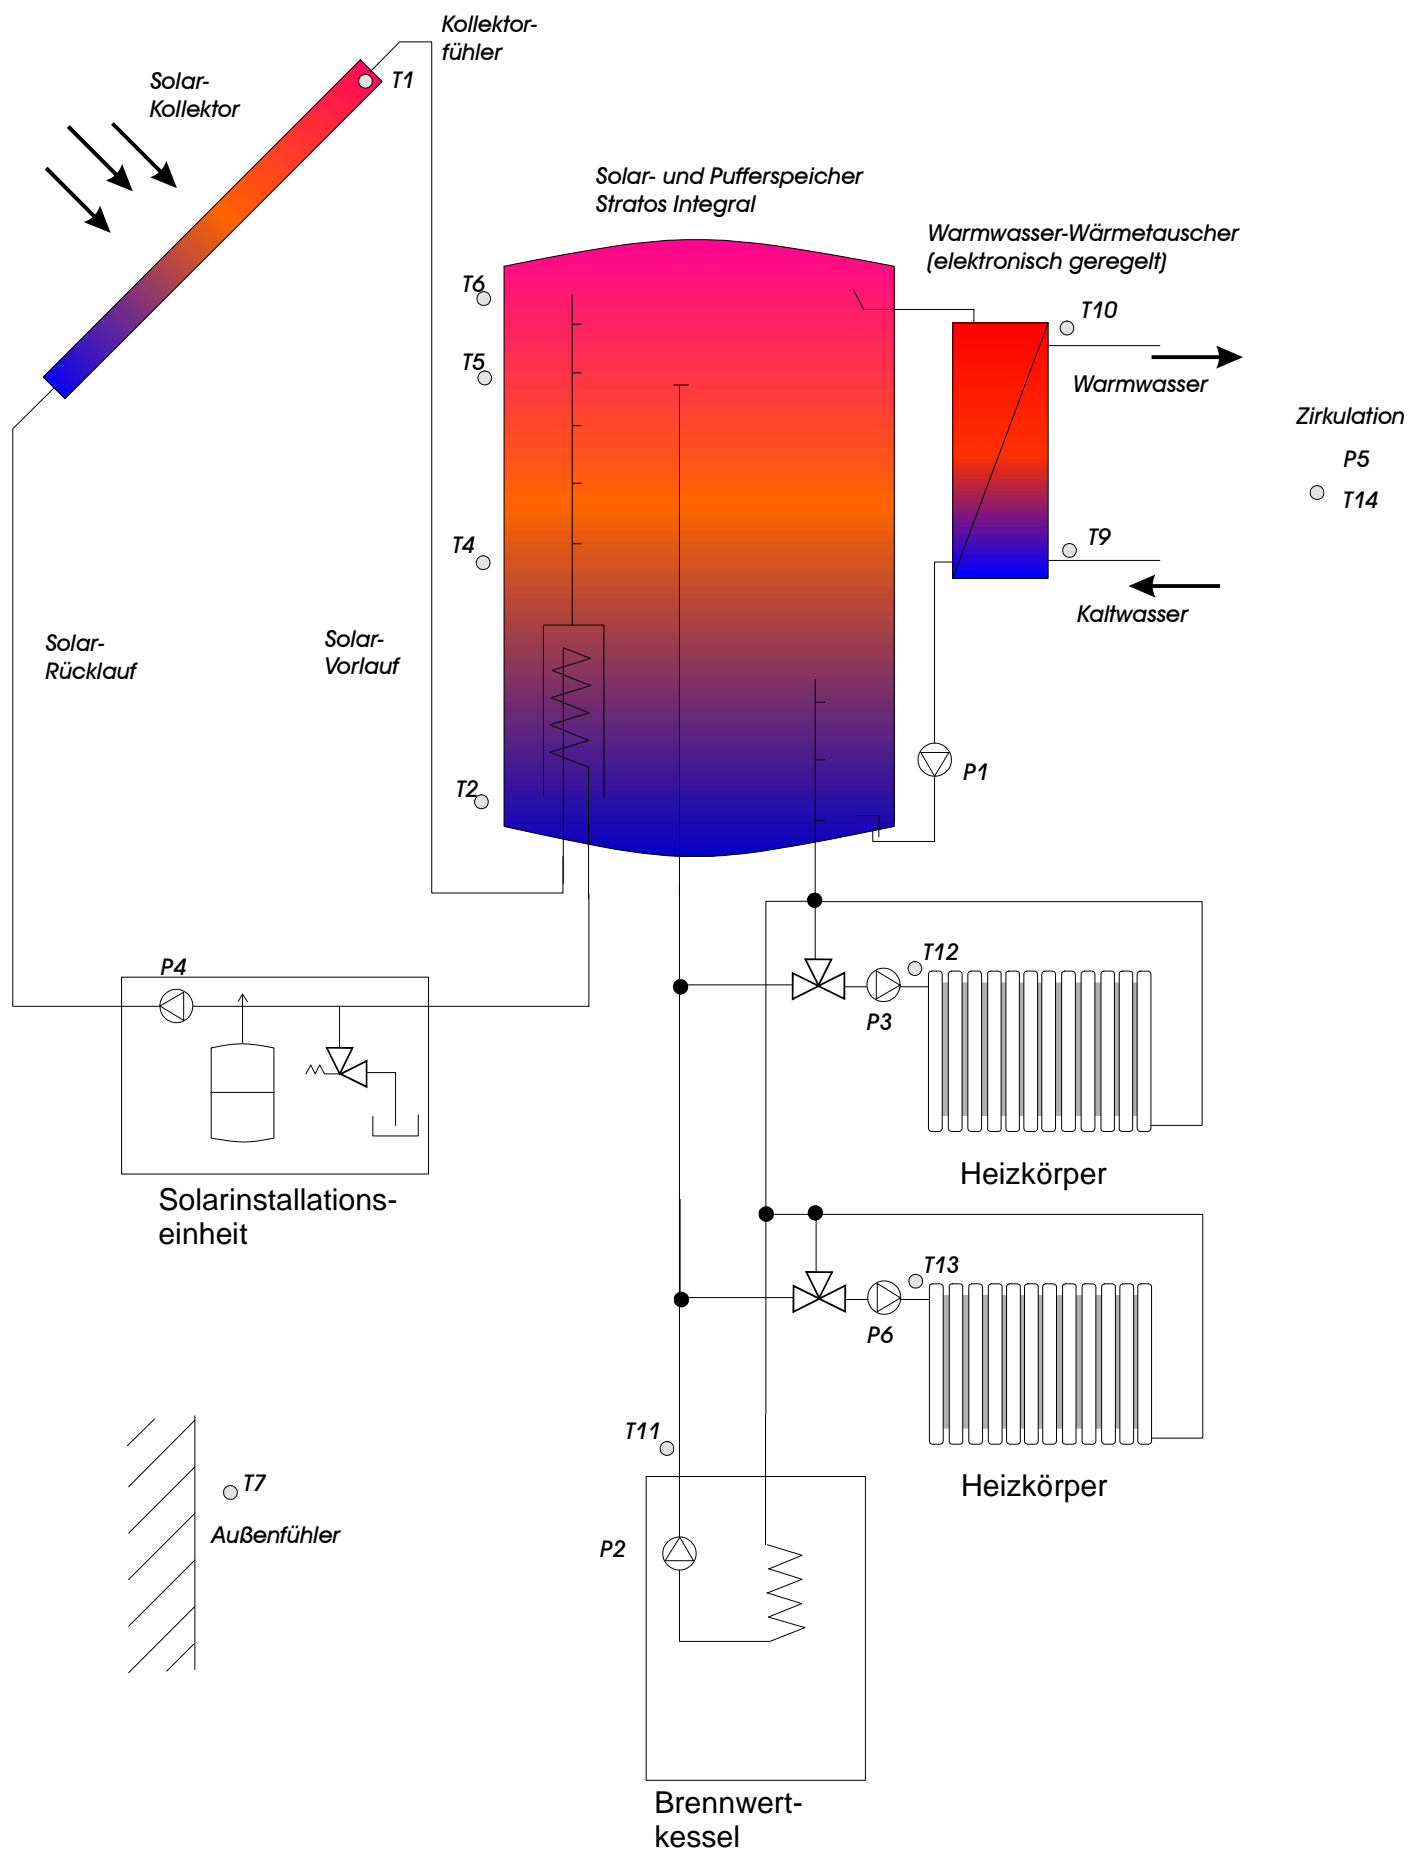 Kollektor-
fühler
Solar-
Kollektor
T1
Solar- und Pufferspeicher
Stratos Integral
Warmwasser-Wärmetauscher
(elektronisch geregelt)
T6
T10
T5
Warmwasser
Zirkulation
P5
T14
T4
T9
Kaltwasser
Solar-
Rücklauf
Solar-
Vorlauf
T2
P1
P4
T12
P3
Heizkörper
Solarinstallations-
einheit
T13
P6
T11
Heizkörper
T7
Außenfühler
P2
Brennwert-
kessel